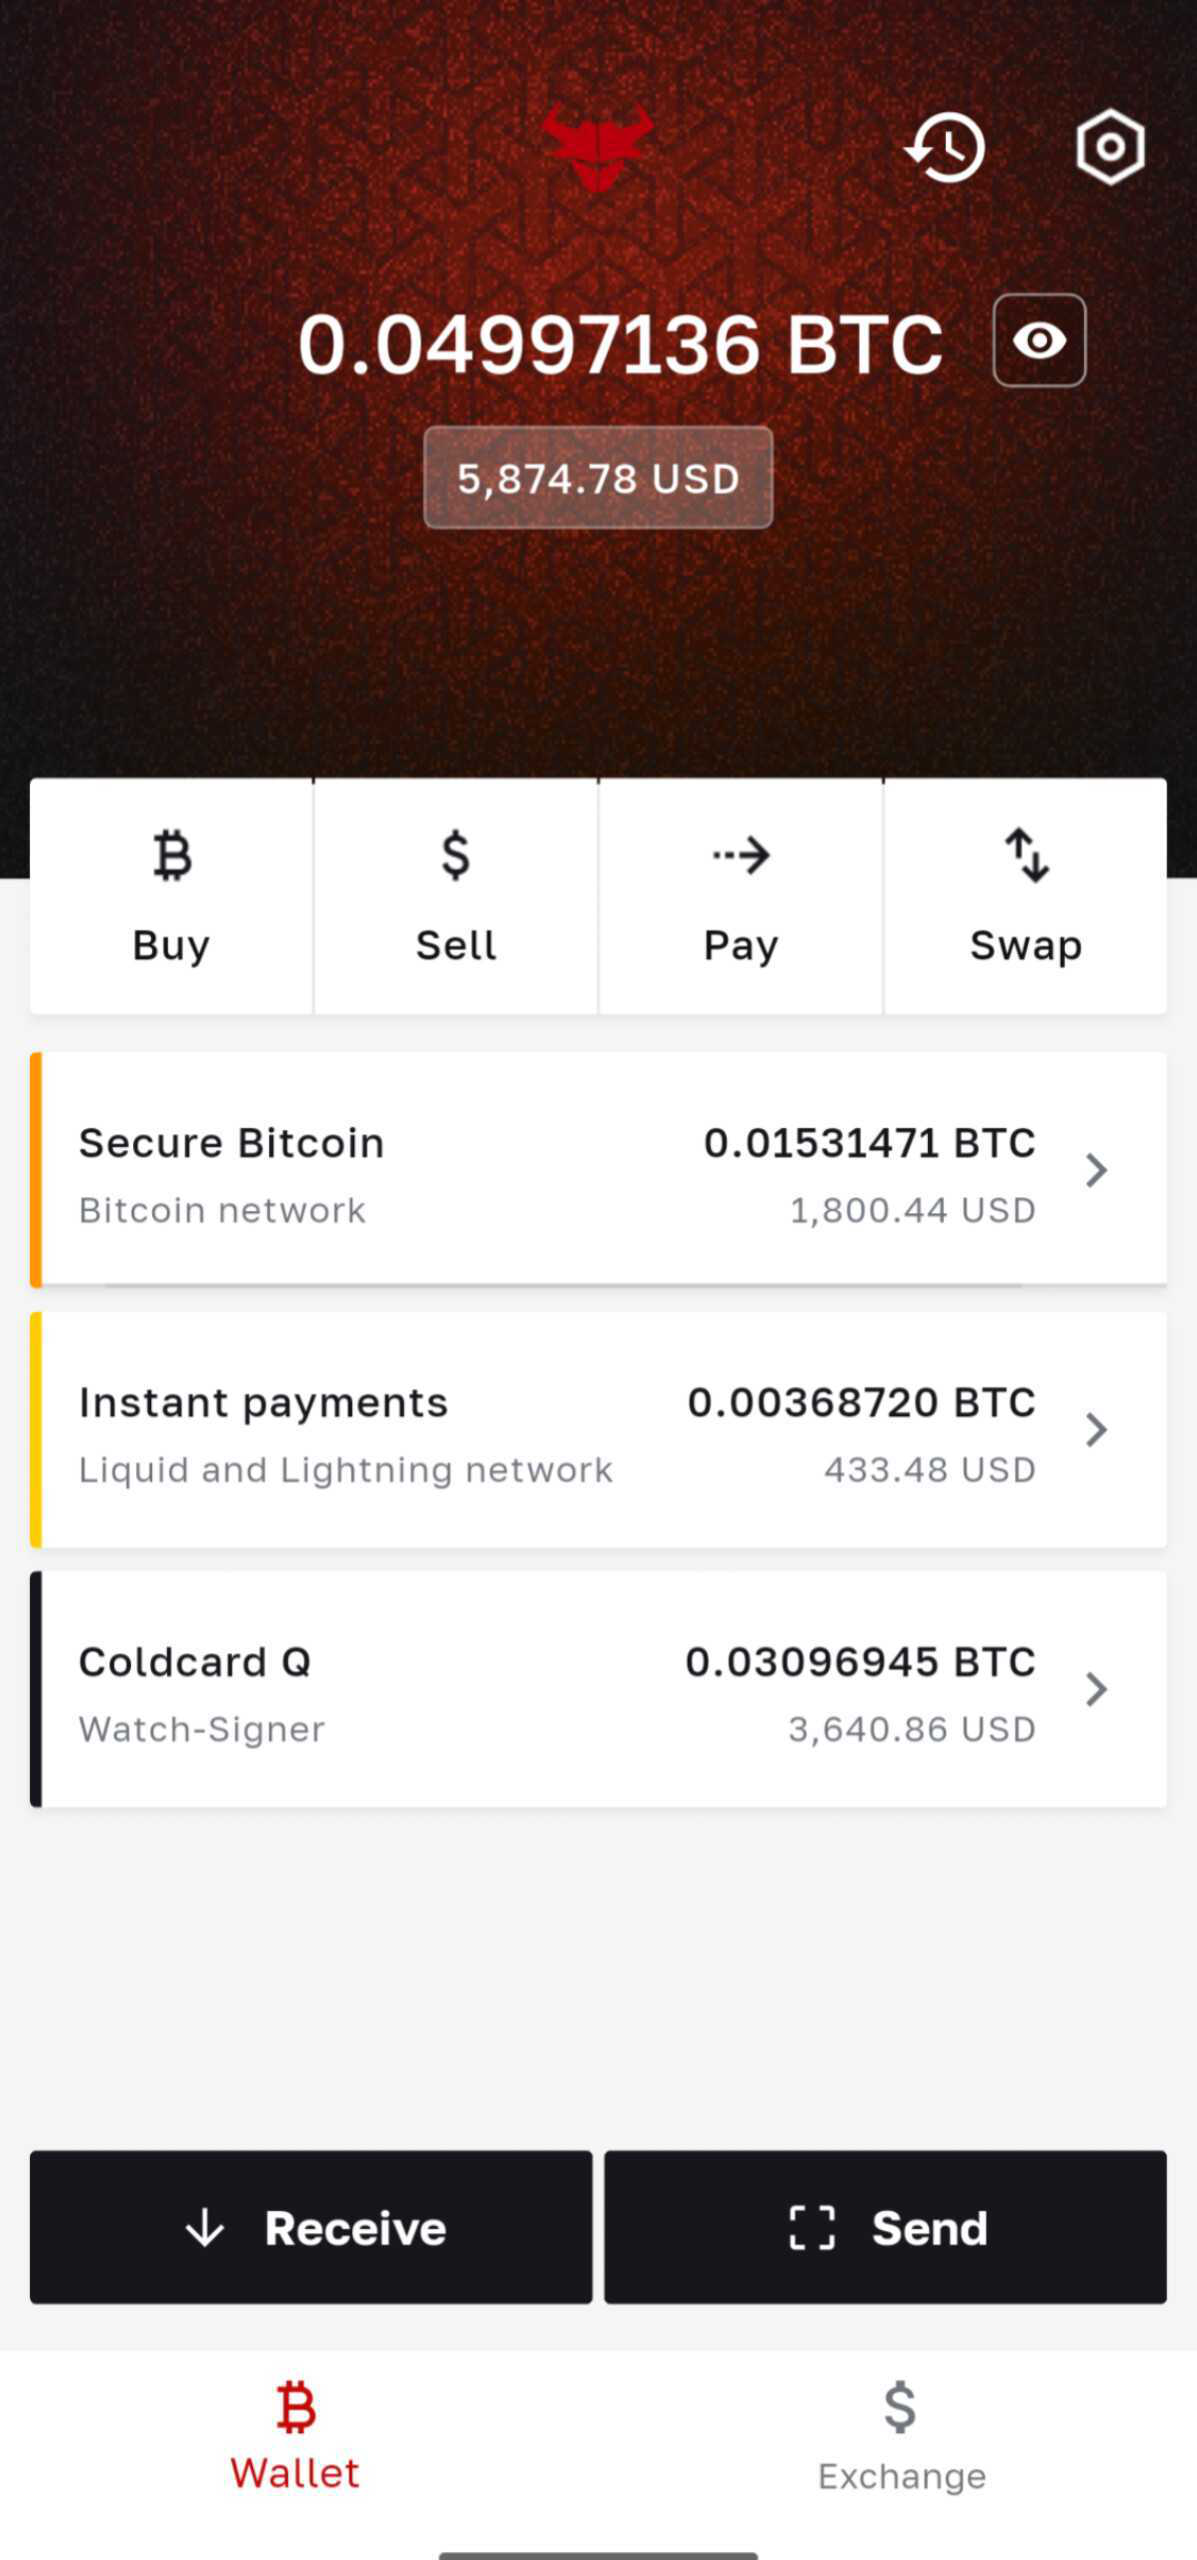 0.04997136 BTC
5,874.78 USD
Buy
Sell
Pay
Swap
Secure Bitcoin
0.01531471 BTC
Bitcoin network
1,800.44 USD
Instant payments
0.00368720 BTC
Liquid and Lightning network
433.48 USD
Coldcard Q
0.03096945 BTC
Watch-Signer
3,640.86 USD
Receive
Send
Wallet
Exchange